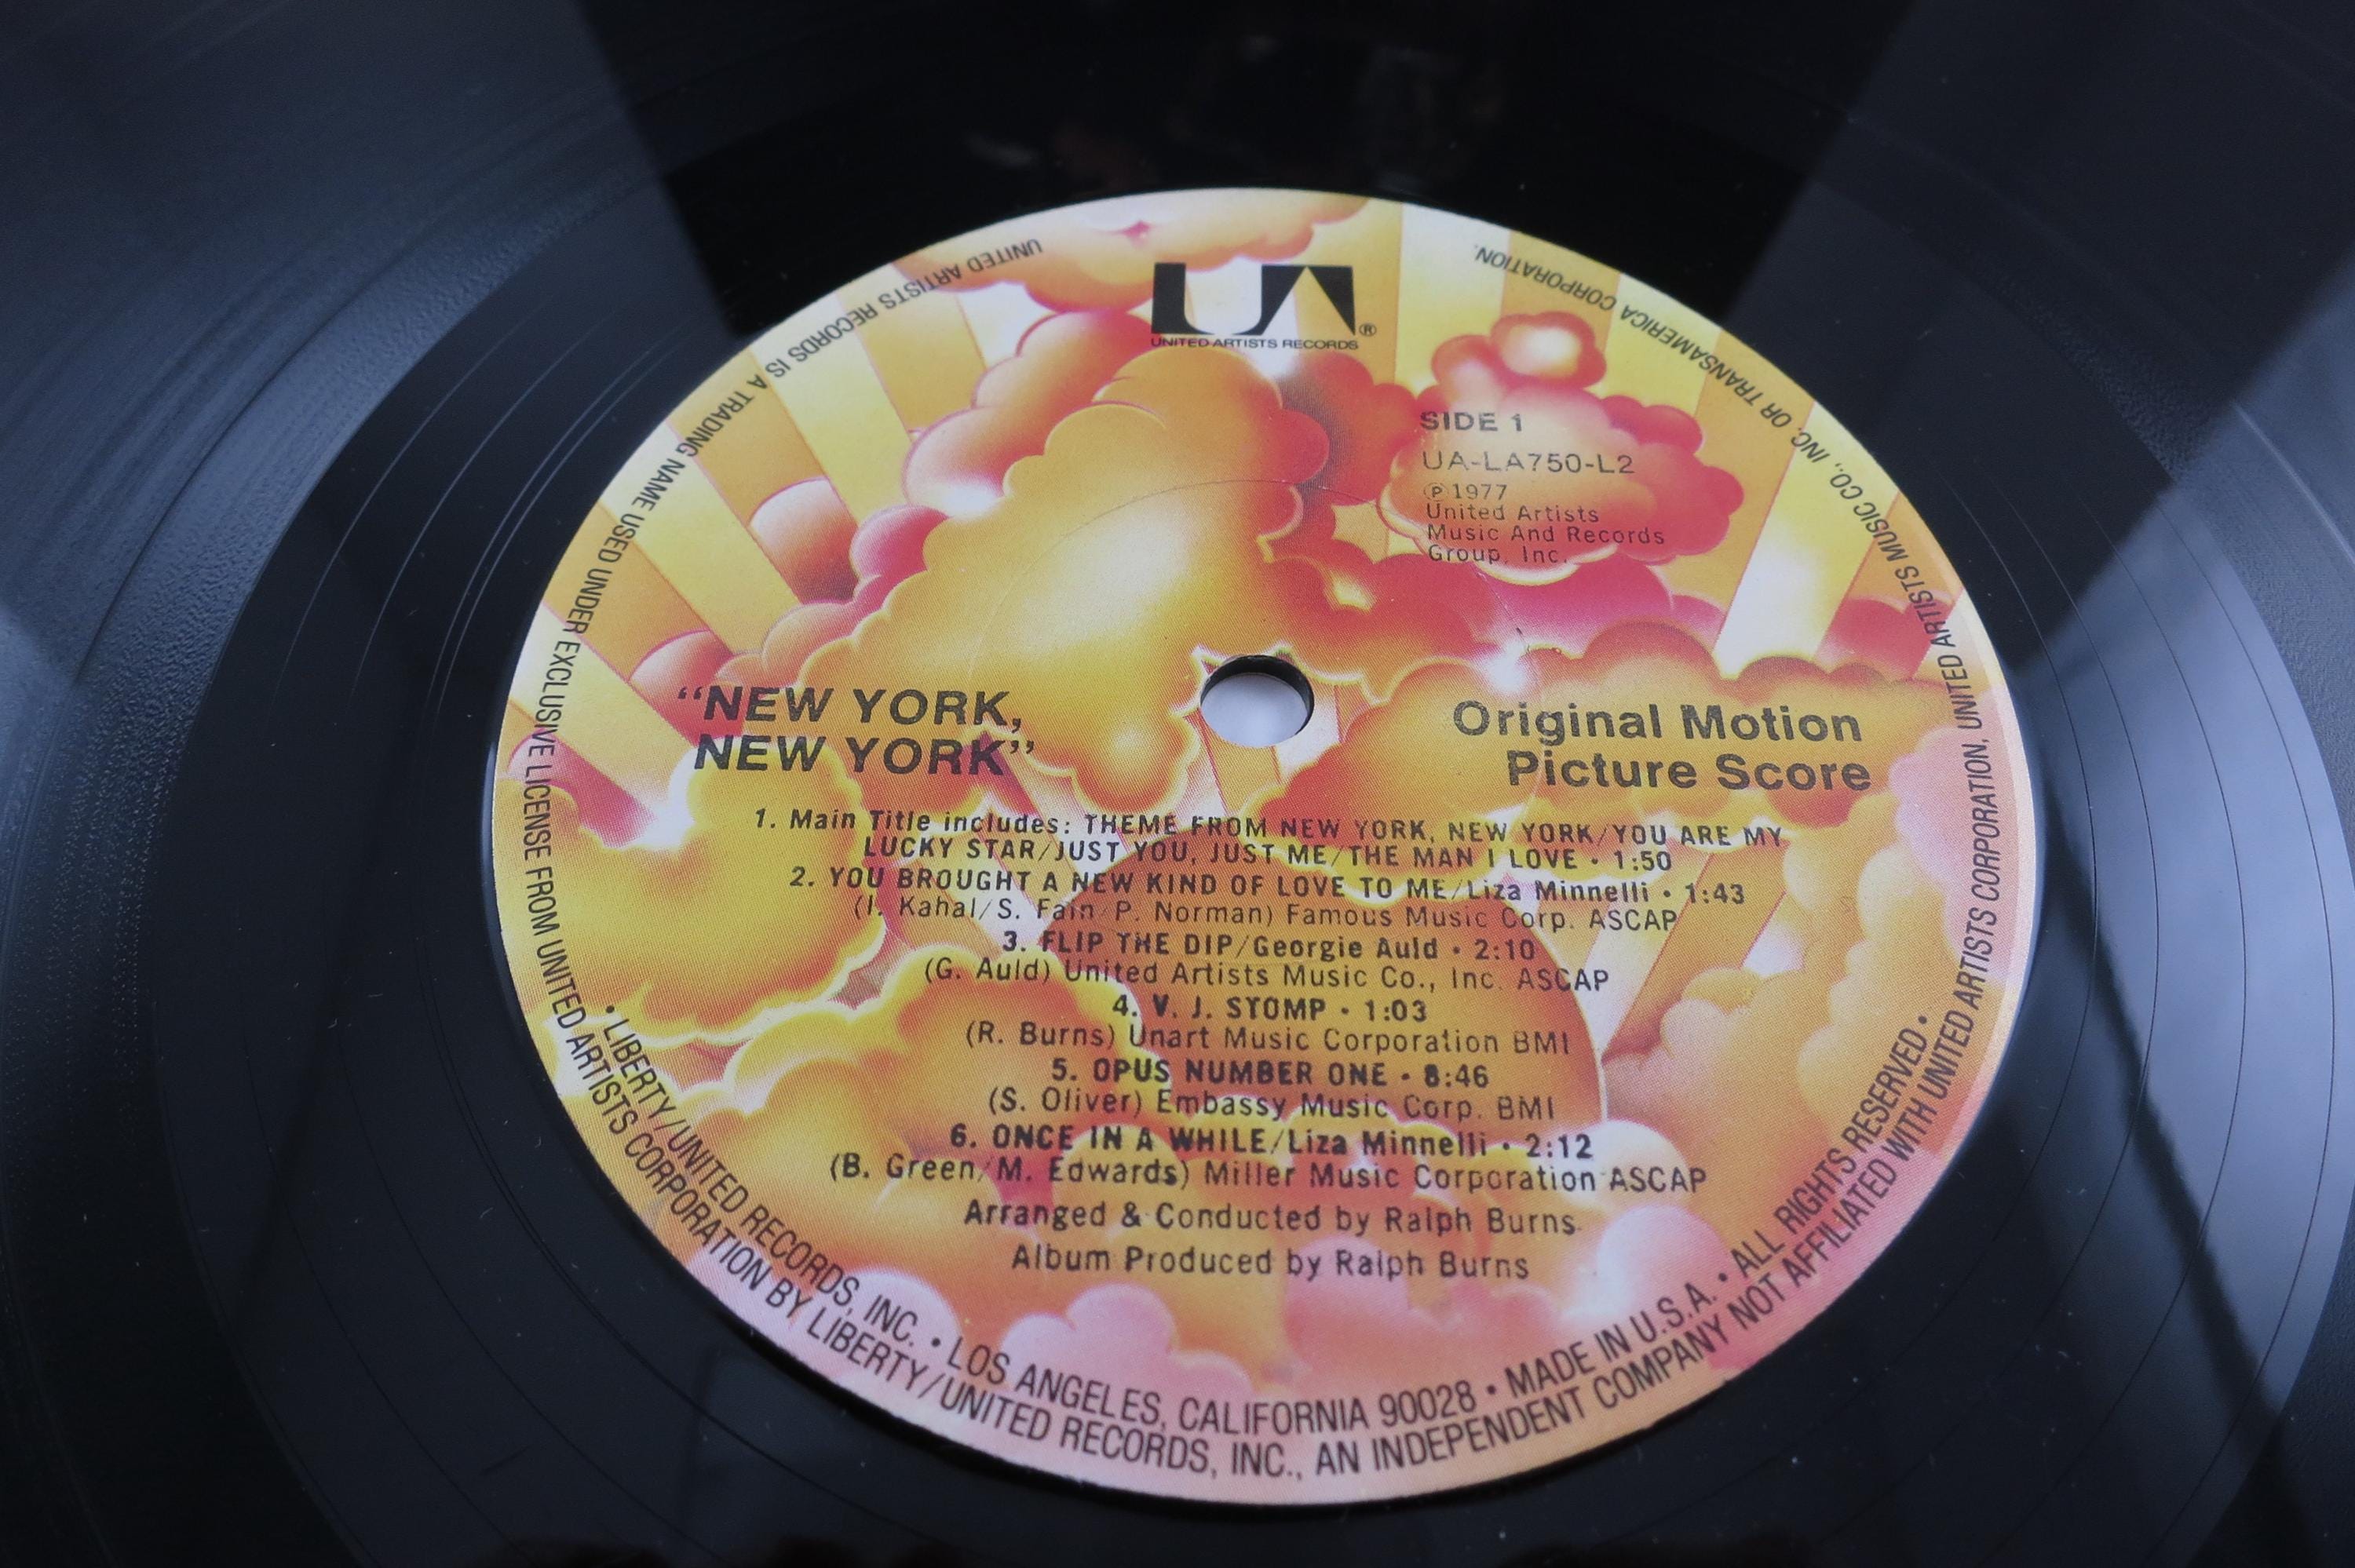 UA®
UNITED ARTISTS RECORDS
SIDE 1
UA-LA750-L2
℗1977
United Artists
Music And Records
Group, Inc.
“NEW YORK,
NEW YORK”
Original Motion
Picture Score
1. Main Title includes: THEME FROM NEW YORK, NEW YORK/YOU ARE MY
LUCKY STAR/JUST YOU, JUST ME/THE MAN I LOVE • 1:50
2. YOU BROUGHT A NEW KIND OF LOVE TO ME/Liza Minnelli • 1:43
(I. Kahal/S. Fain/P. Norman) Famous Music Corp. ASCAP
3. FLIP THE DIP/Georgie Auld • 2:10
(G. Auld) United Artists Music Co., Inc. ASCAP
4. V. J. STOMP • 1:03
(R. Burns) Unart Music Corporation BMI
5. OPUS NUMBER ONE • 8:46
(S. Oliver) Embassy Music Corp. BMI
6. ONCE IN A WHILE/Liza Minnelli • 2:12
(B. Green/M. Edwards) Miller Music Corporation ASCAP
Arranged & Conducted by Ralph Burns
Album Produced by Ralph Burns
• LIBERTY/UNITED RECORDS, INC. • LOS ANGELES, CALIFORNIA 90028 • MADE IN U.S.A. • ALL RIGHTS RESERVED •
UNITED ARTISTS RECORDS IS A TRADING NAME USED UNDER EXCLUSIVE LICENSE FROM UNITED ARTISTS CORPORATION BY LIBERTY/UNITED RECORDS, INC., AN INDEPENDENT COMPANY NOT AFFILIATED WITH UNITED ARTISTS CORPORATION, UNITED ARTISTS MUSIC CO., INC. OR TRANSAMERICA CORPORATION.